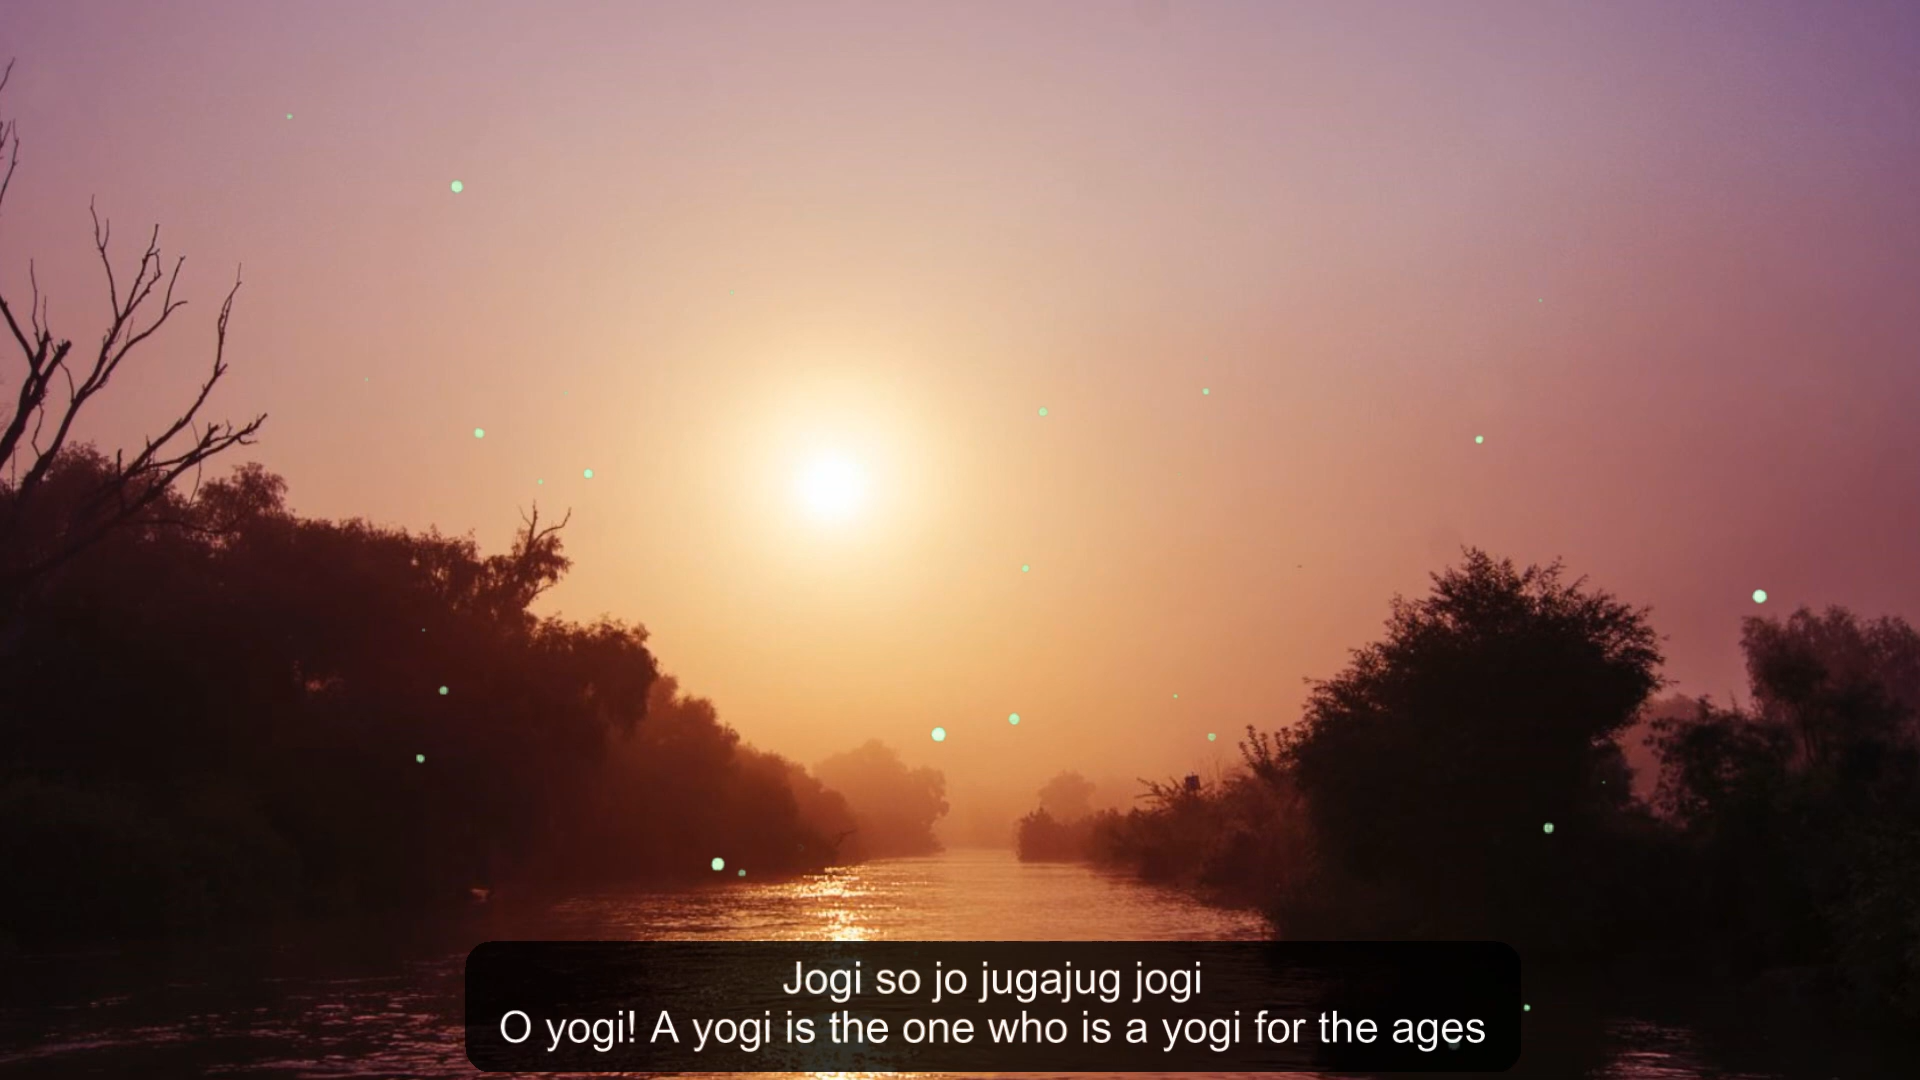 Jogi so jo jugajug jogi
O yogi! A yogi is the one who is a yogi for the ages